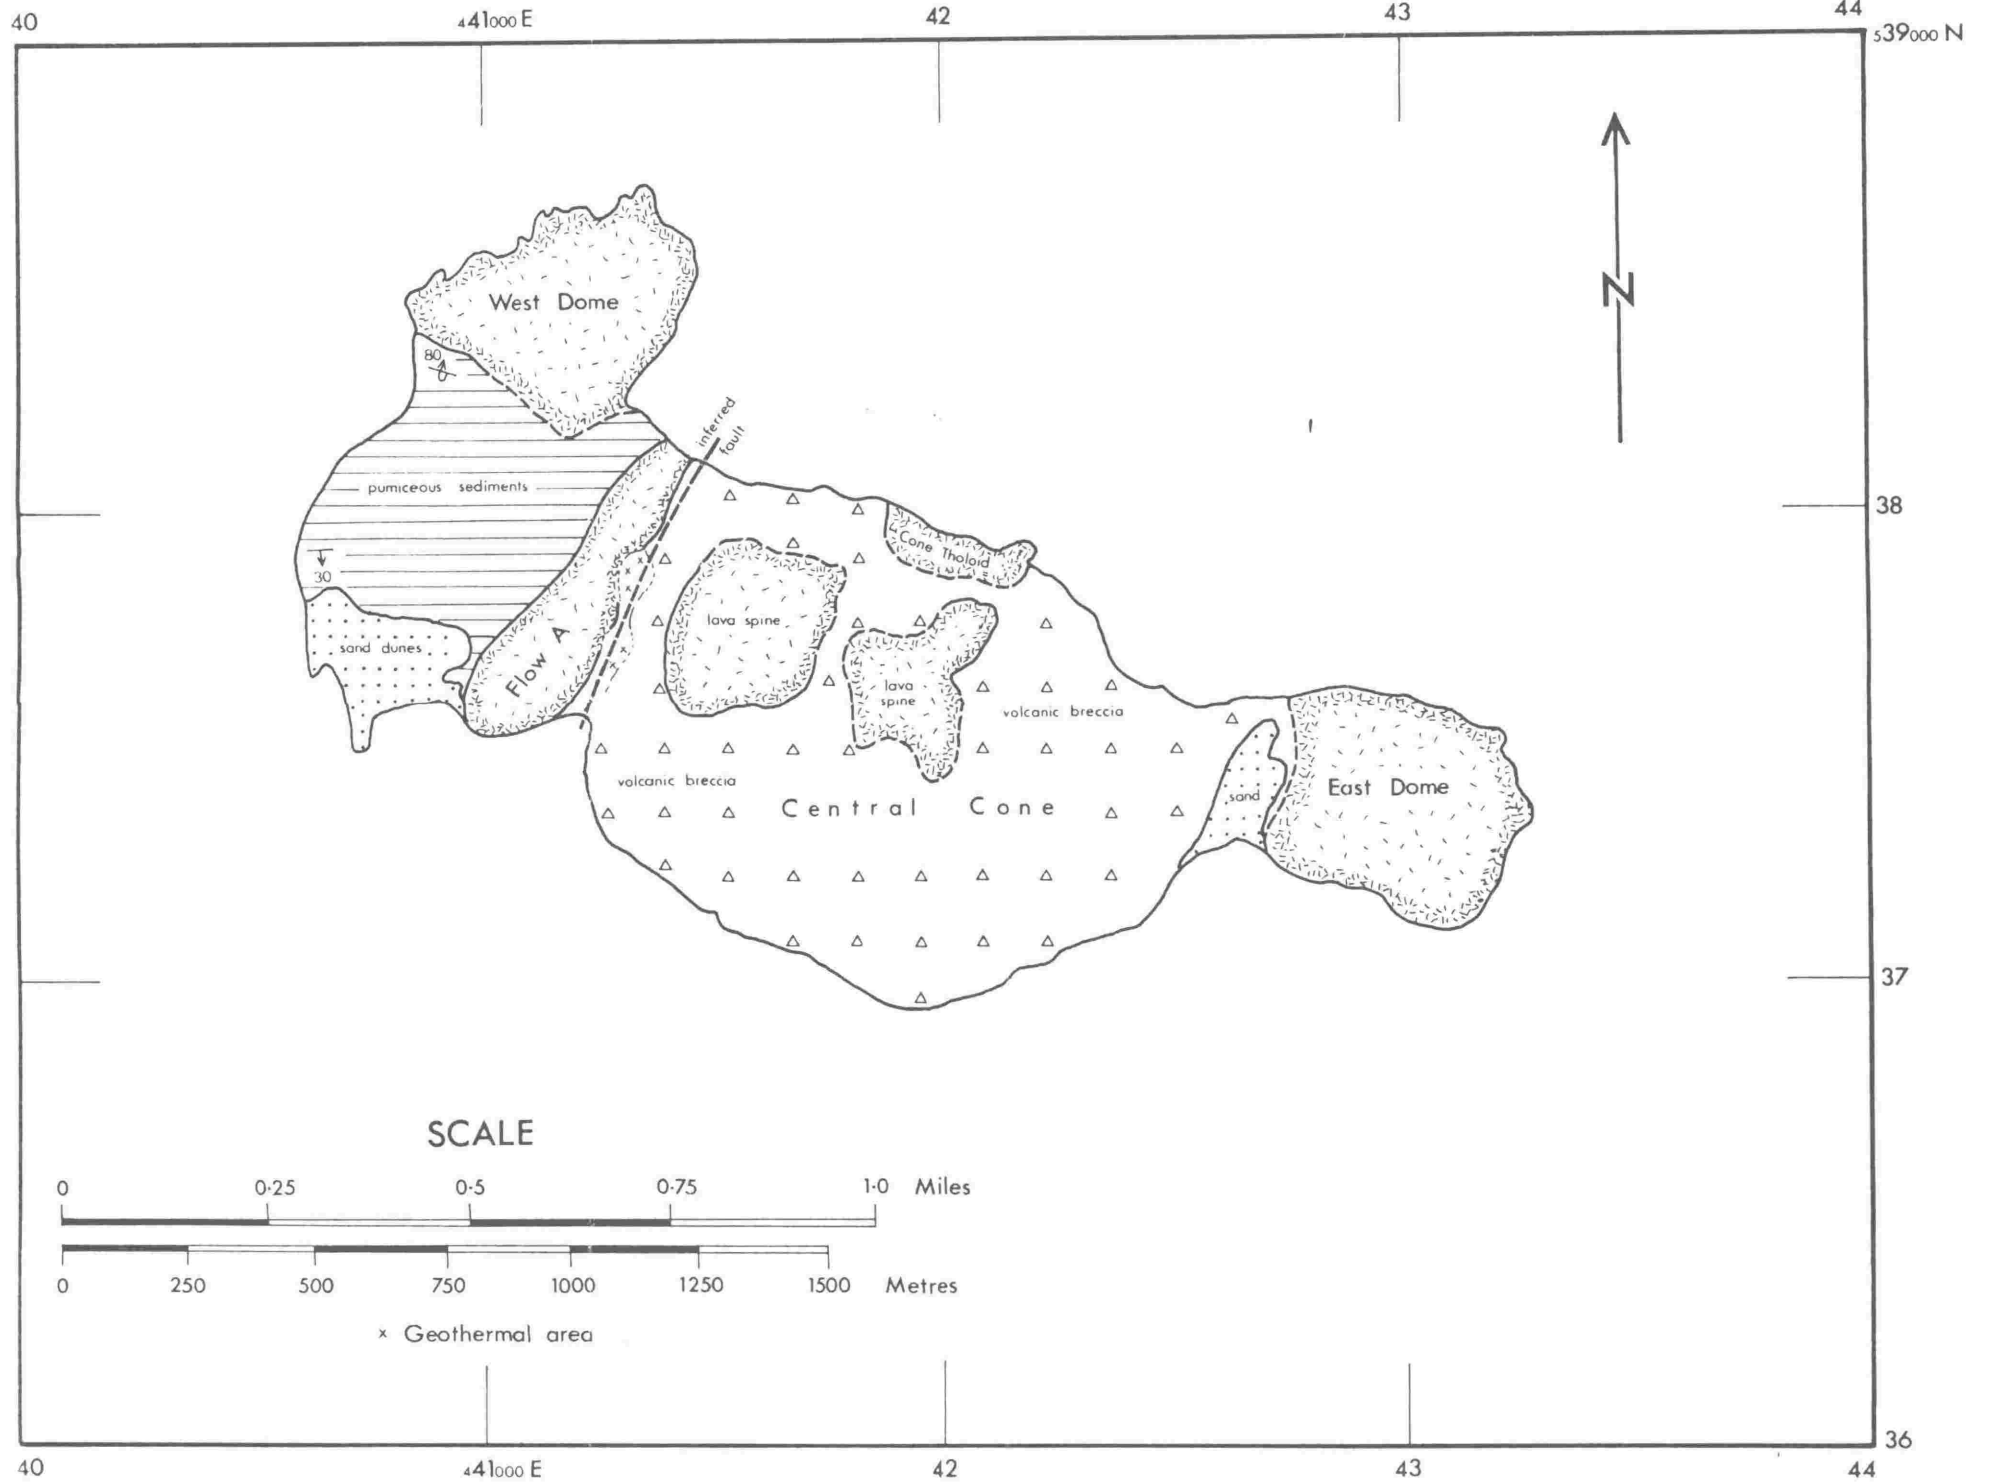 40 441000 E 42 43 44
539000 N
N
West Dome
80
inferred
fault
pumiceous sediments
38
Cone Tholoid
30
lava spine
sand dunes
Flow A
lava
spine
volcanic breccia
volcanic breccia
East Dome
sand
Central Cone
37
SCALE
0 0·25 0·5 0·75 1·0 Miles
0 250 500 750 1000 1250 1500 Metres
x Geothermal area
36
40 441000 E 42 43 44